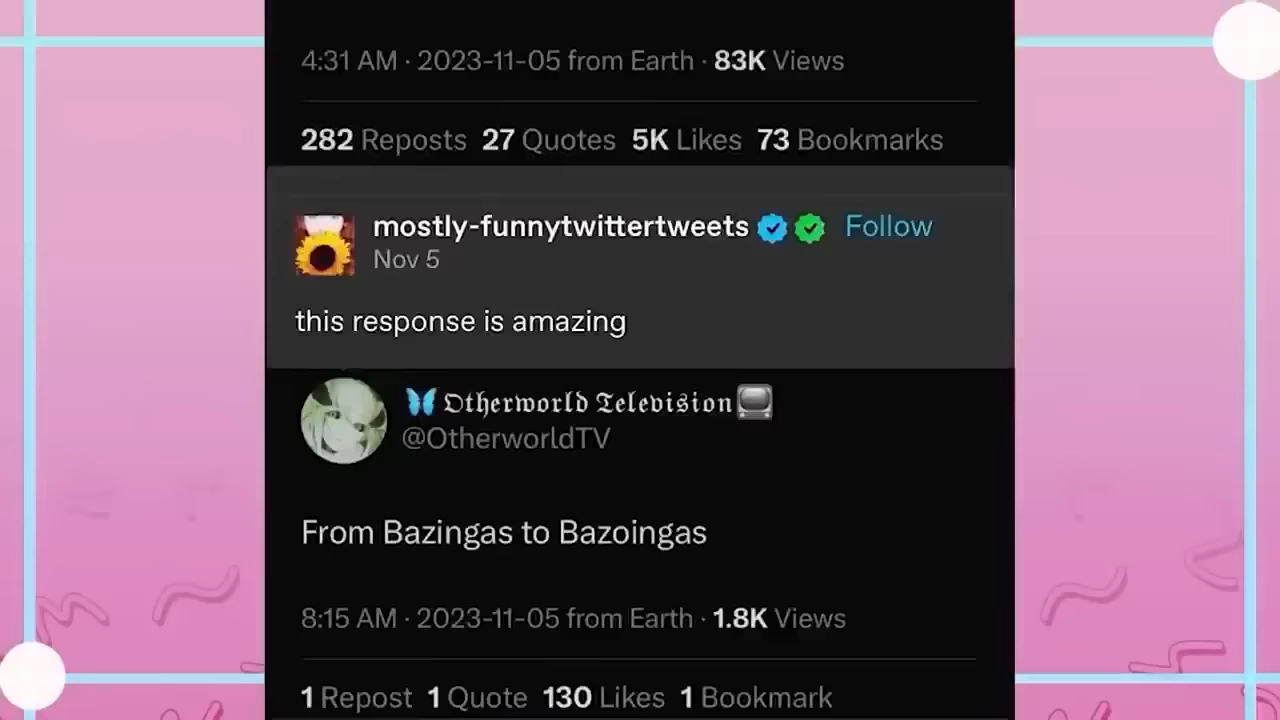 4:31 AM · 2023-11-05 from Earth · 83K Views
282 Reposts 27 Quotes 5K Likes 73 Bookmarks
mostly-funnytwittertweets Follow
Nov 5
this response is amazing
🦋 𝕺𝖙𝖍𝖊𝖗𝖜𝖔𝖗𝖑𝖉 𝕿𝖊𝖑𝖊𝖛𝖎𝖘𝖎𝖔𝖓📺
@OtherworldTV
From Bazingas to Bazoingas
8:15 AM · 2023-11-05 from Earth · 1.8K Views
1 Repost 1 Quote 130 Likes 1 Bookmark